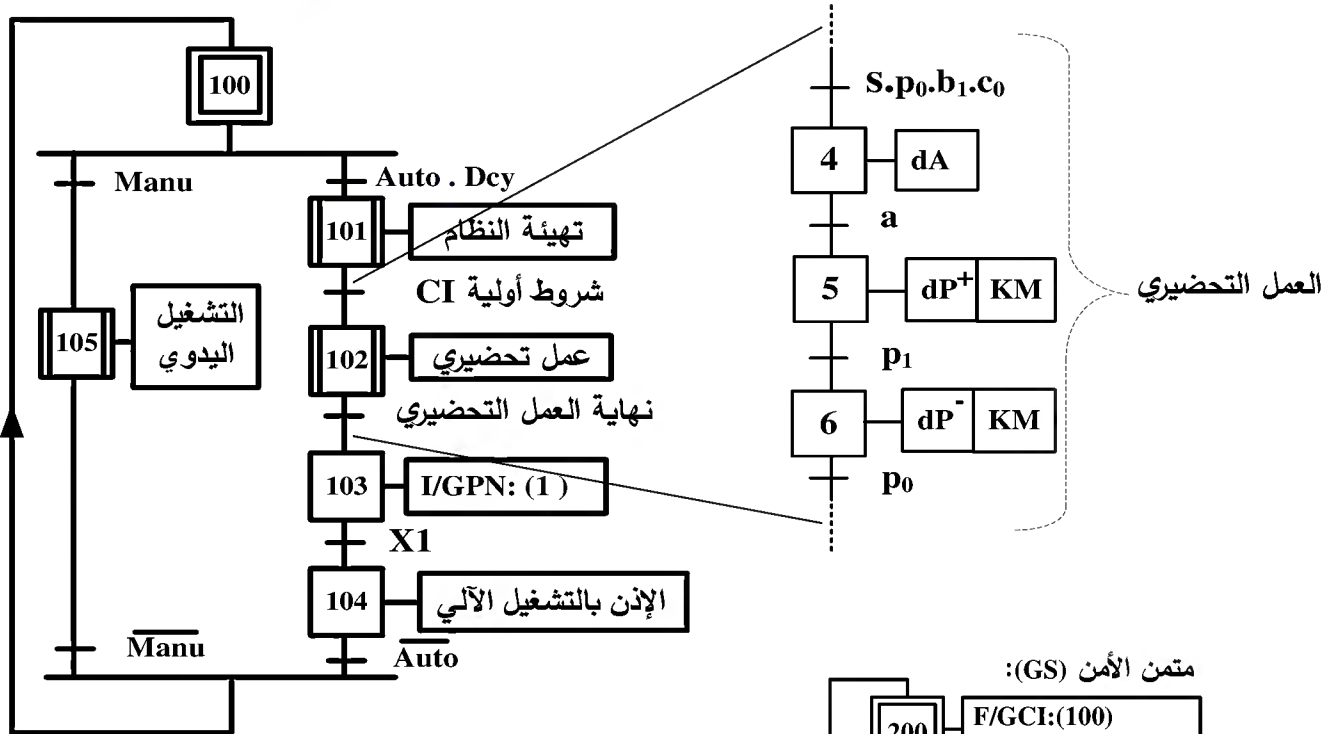 100
Manu
Auto . Dcy
101
تهيئة النظام
شروط أولية CI
105
التشغيل
اليدوي
102
عمل تحضيري
نهاية العمل التحضيري
103
I/GPN: (1 )
X1
104
الإذن بالتشغيل الآلي
M̅a̅n̅u̅
A̅u̅t̅o̅
S.p₀.b₁.c₀
4
dA
a
5
dP⁺ KM
p₁
6
dP⁻ KM
p₀
العمل التحضيري
متمن الأمن (GS):
200
F/GCI:(100)